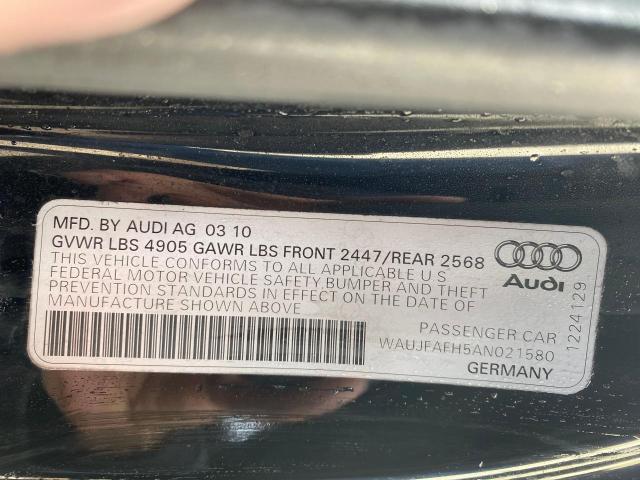 MFD. BY AUDI AG 03 10
GVWR LBS 4905 GAWR LBS FRONT 2447/REAR 2568
THIS VEHICLE CONFORMS TO ALL APPLICABLE U S
FEDERAL MOTOR VEHICLE SAFETY, BUMPER AND THEFT
PREVENTION STANDARDS IN EFFECT ON THE DATE OF
MANUFACTURE SHOWN ABOVE
Audi
1224129
PASSENGER CAR
WAUJFAFH5AN021580
GERMANY